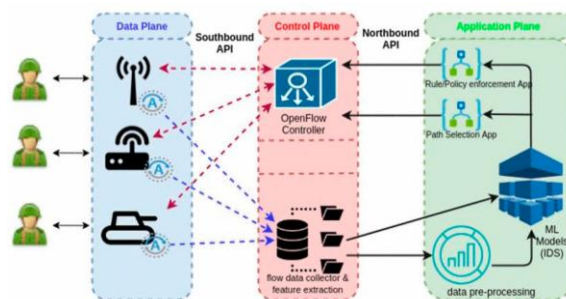 Data Plane
Southbound
API
Control Plane
Northbound
API
Application Plane
Rule/Policy enforcement App
OpenFlow
Controller
Path Selection App
A
A
A
ML
Models
(IDS)
flow data collector &
feature extraction
data pre-processing